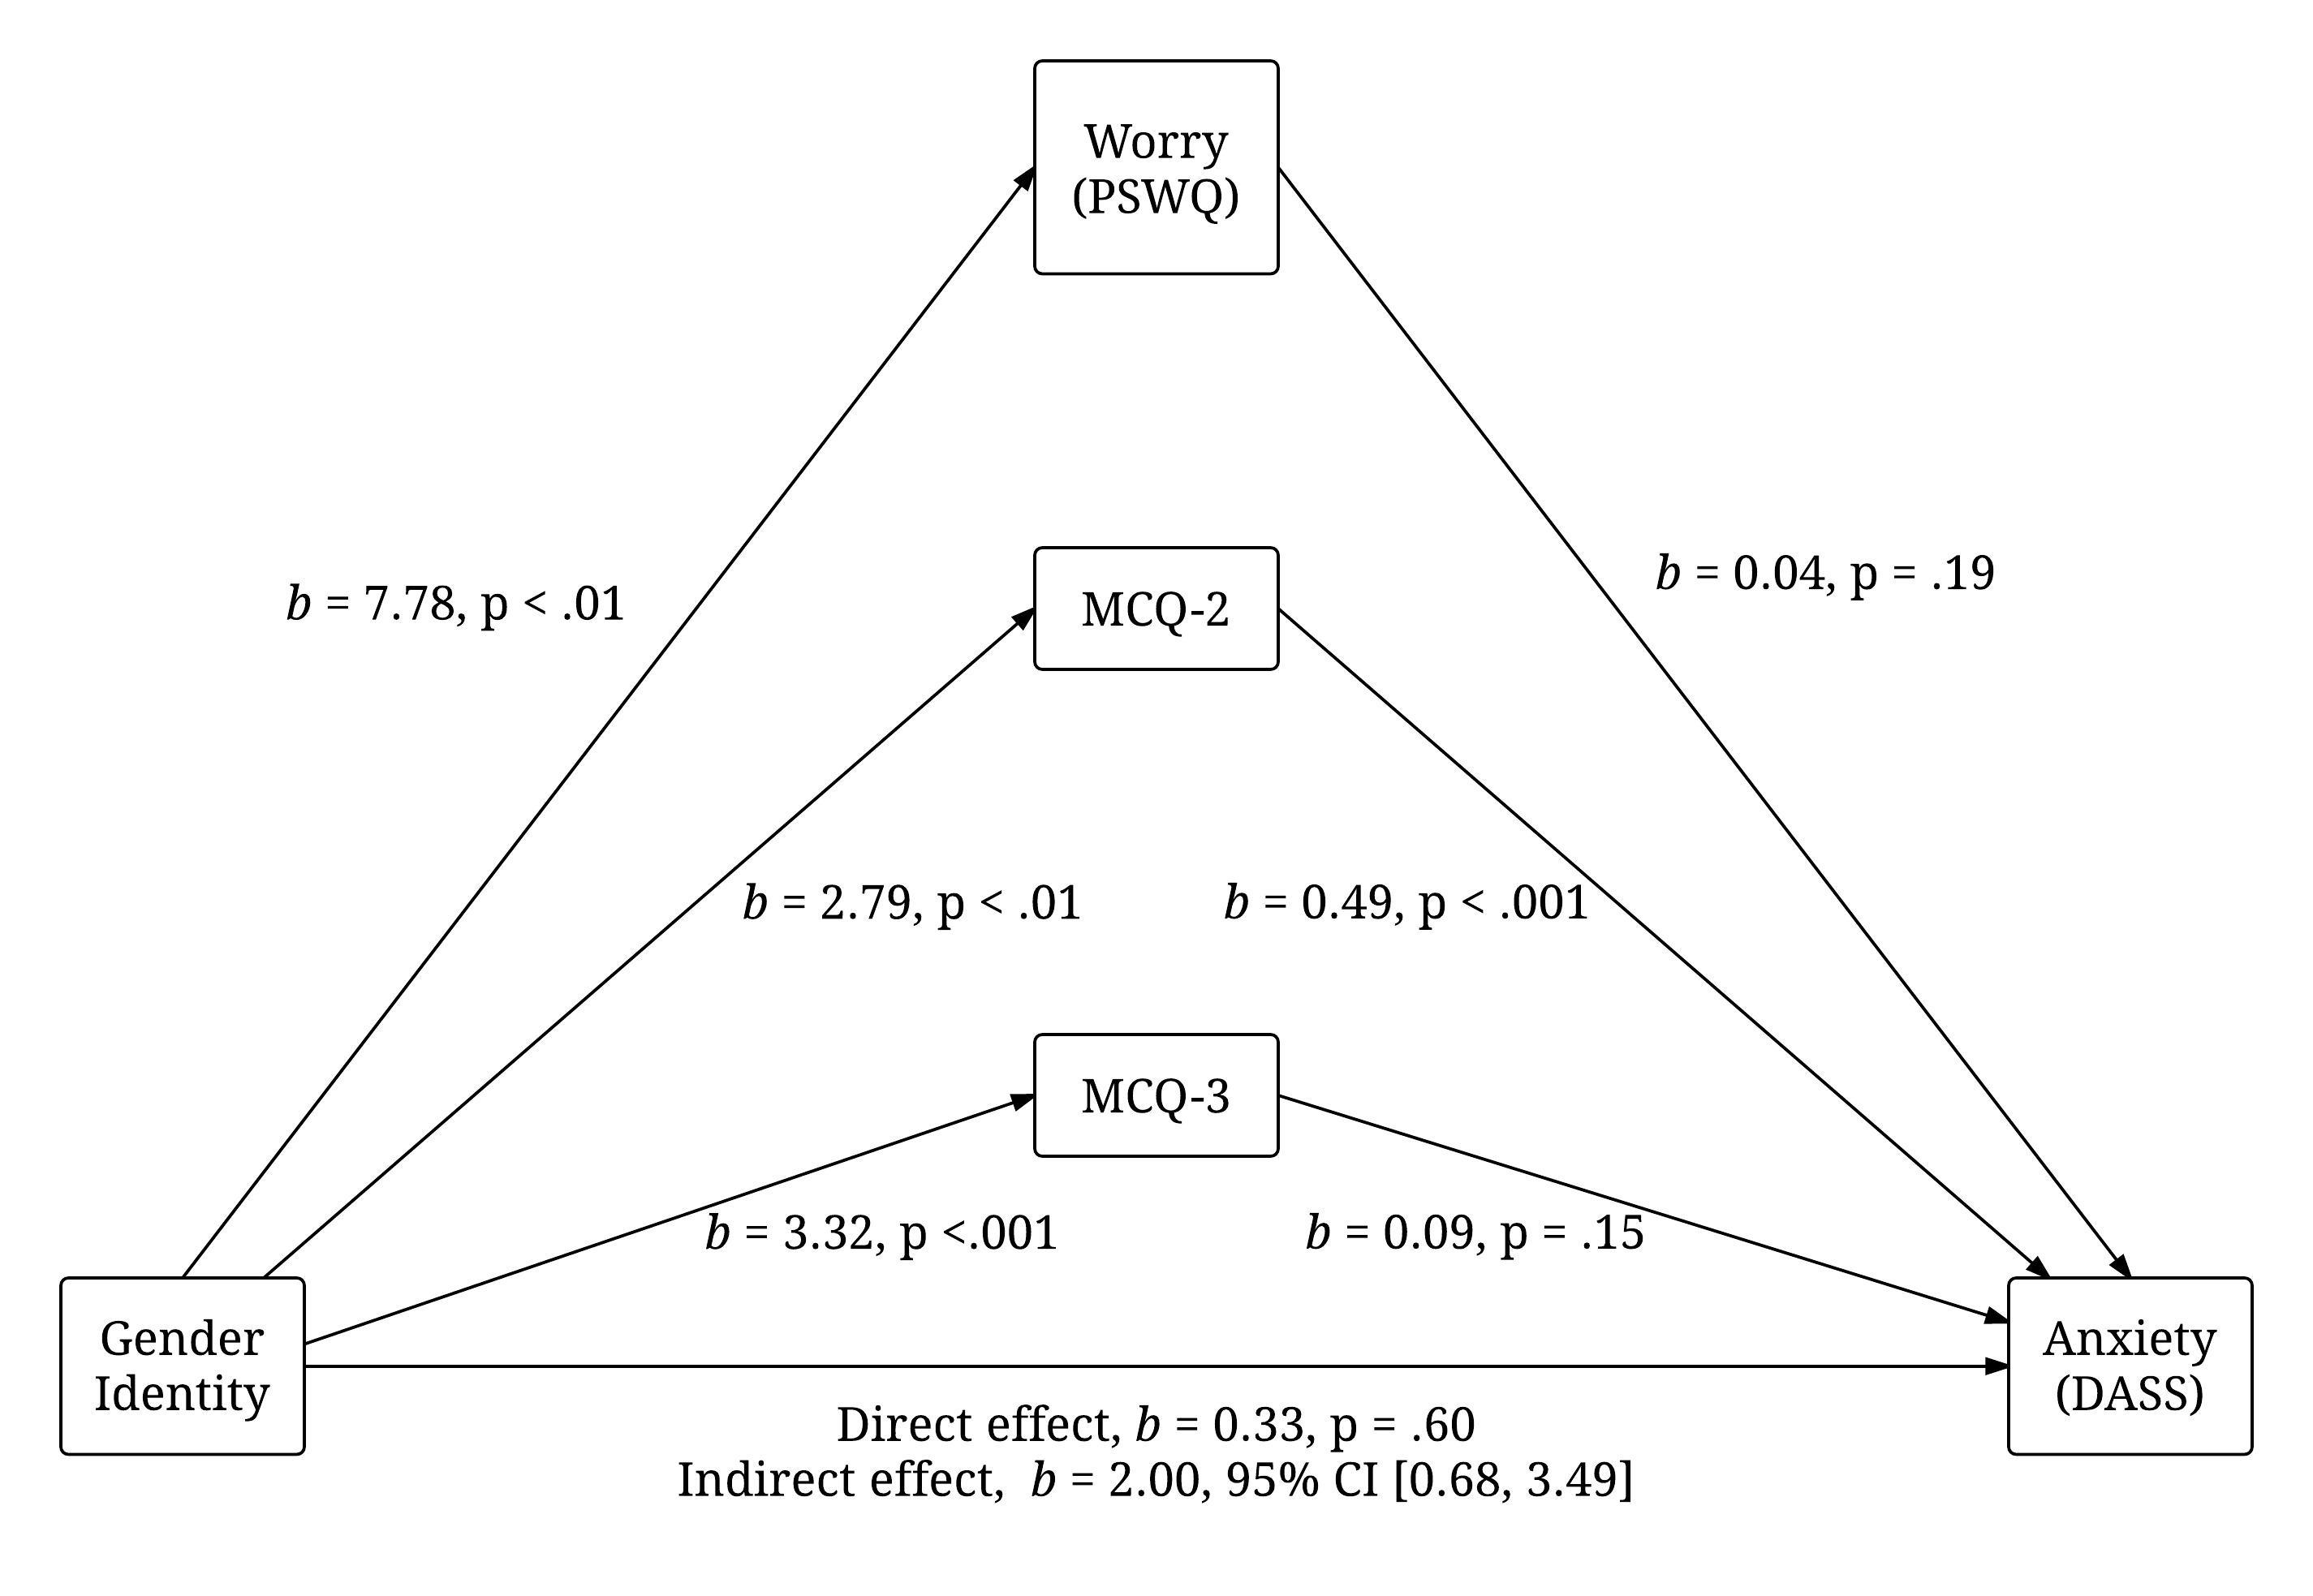 Worry
(PSWQ)
b = 7.78, p < .01
b = 0.04, p = .19
MCQ-2
b = 2.79, p < .01
b = 0.49, p < .001
MCQ-3
b = 3.32, p <.001
b = 0.09, p = .15
Gender
Identity
Anxiety
(DASS)
Direct effect, b = 0.33, p = .60
Indirect effect,  b = 2.00, 95% CI [0.68, 3.49]